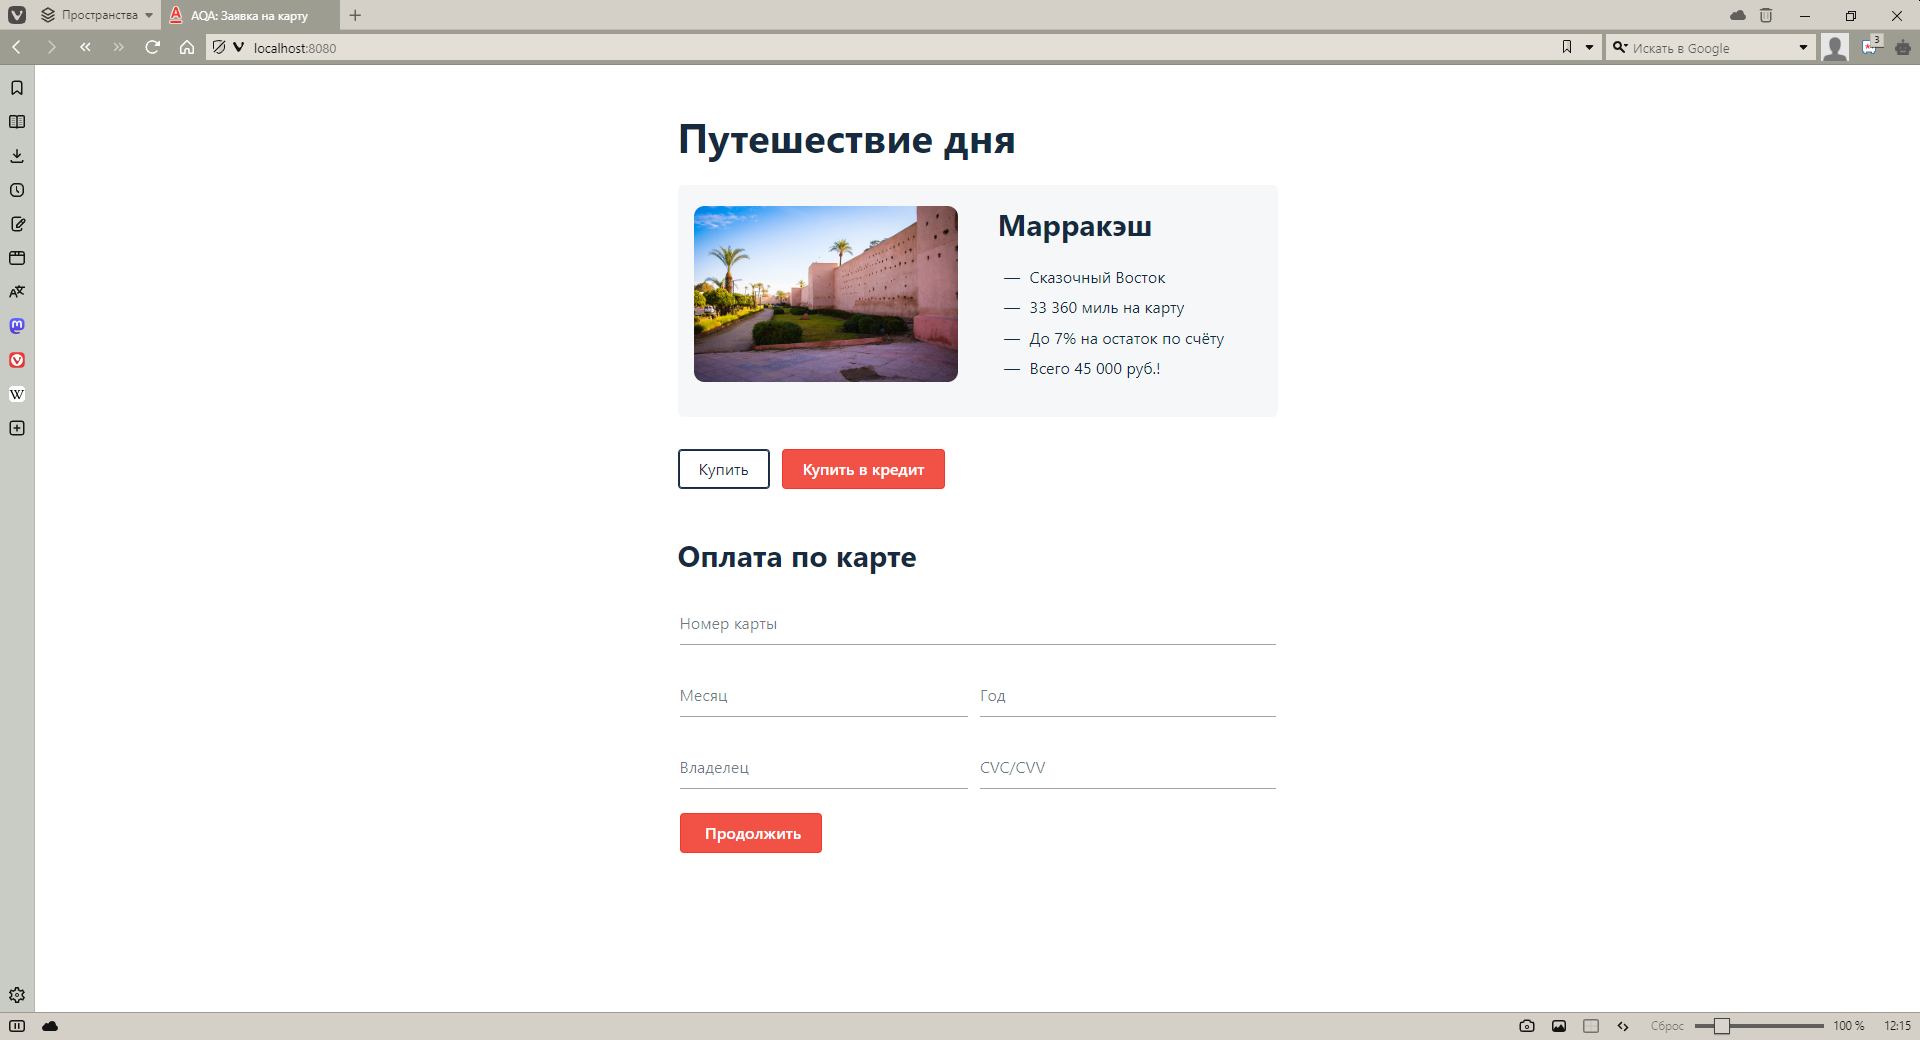 Пространства
AQA: Заявка на карту
localhost:8080
Искать в Google
3
Путешествие дня
Марракэш
— Сказочный Восток
— 33 360 миль на карту
— До 7% на остаток по счёту
— Всего 45 000 руб.!
Купить
Купить в кредит
Оплата по карте
Номер карты
Месяц
Год
Владелец
CVC/CVV
Продолжить
Сброс
100 %
12:15